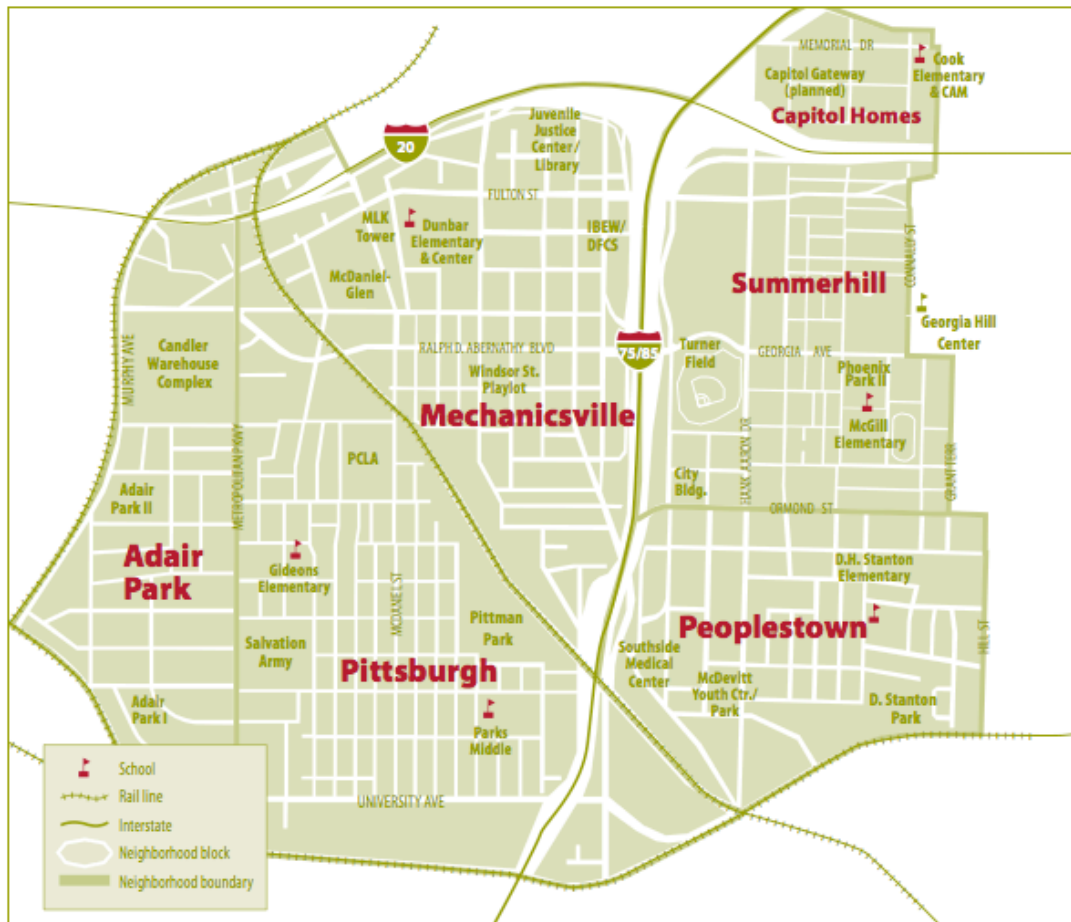 MEMORIAL DR
Cook
Elementary
& CAM
Capitol Gateway
(planned)
Capitol Homes
20
Juvenile
Justice
Center/
Library
FULTON ST
MLK
Tower
Dunbar
Elementary
& Center
IBEW/
DFCS
McDaniel-
Glen
CONNALLY ST
Summerhill
Georgia Hill
Center
MURPHY AVE
Candler
Warehouse
Complex
RALPH D. ABERNATHY BLVD
75/85
Turner
Field
GEORGIA AVE
Windsor St.
Playlot
Phoenix
Park II
Mechanicsville
McGill
Elementary
HANK AARON DR
METROPOLITAN PKWY
PCLA
City
Bldg.
GRANT TERR
Adair
Park II
ORMOND ST
Adair
Park
Gideons
Elementary
D.H. Stanton
Elementary
MCDANIEL ST
Pittman
Park
Peoplestown
HILL ST
Salvation
Army
Pittsburgh
Southside
Medical
Center
McDevitt
Youth Ctr./
Park
D. Stanton
Park
Adair
Park I
Parks
Middle
UNIVERSITY AVE
School
Rail line
Interstate
Neighborhood block
Neighborhood boundary